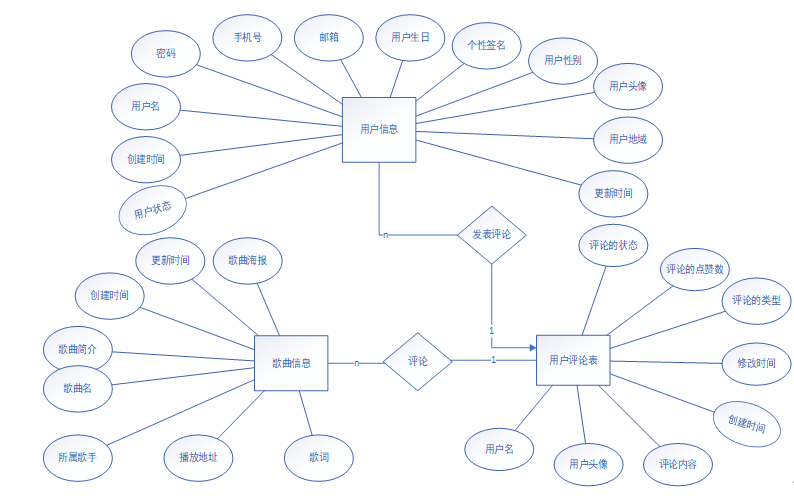 手机号
邮箱
用户生日
个性签名
密码
用户性别
用户头像
用户名
用户信息
用户地域
创建时间
更新时间
用户状态
n
发表评论
评论的状态
更新时间
歌曲海报
评论的点赞数
创建时间
评论的类型
1
歌曲简介
歌曲信息
n
评论
1
用户评论表
修改时间
歌曲名
创建时间
所属歌手
播放地址
歌词
用户名
用户头像
评论内容